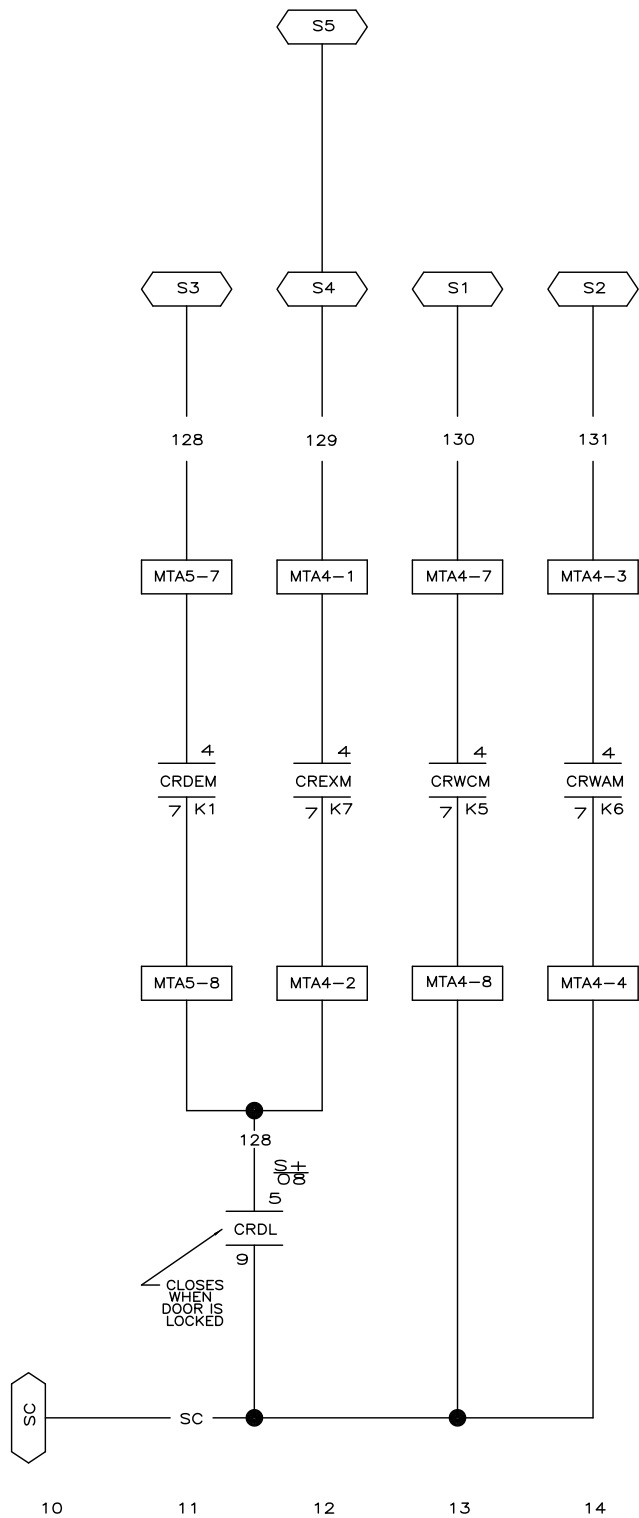 S5
S3 S4 S1 S2
128 129 130 131
MTA5-7 MTA4-1 MTA4-7 MTA4-3
4 4 4 4
CRDEM CREXM CRWCM CRWAM
7 K1 7 K7 7 K5 7 K6
MTA5-8 MTA4-2 MTA4-8 MTA4-4
128
S+
08
5
CRDL
9
CLOSES
WHEN
DOOR IS
LOCKED
SC SC
10 11 12 13 14